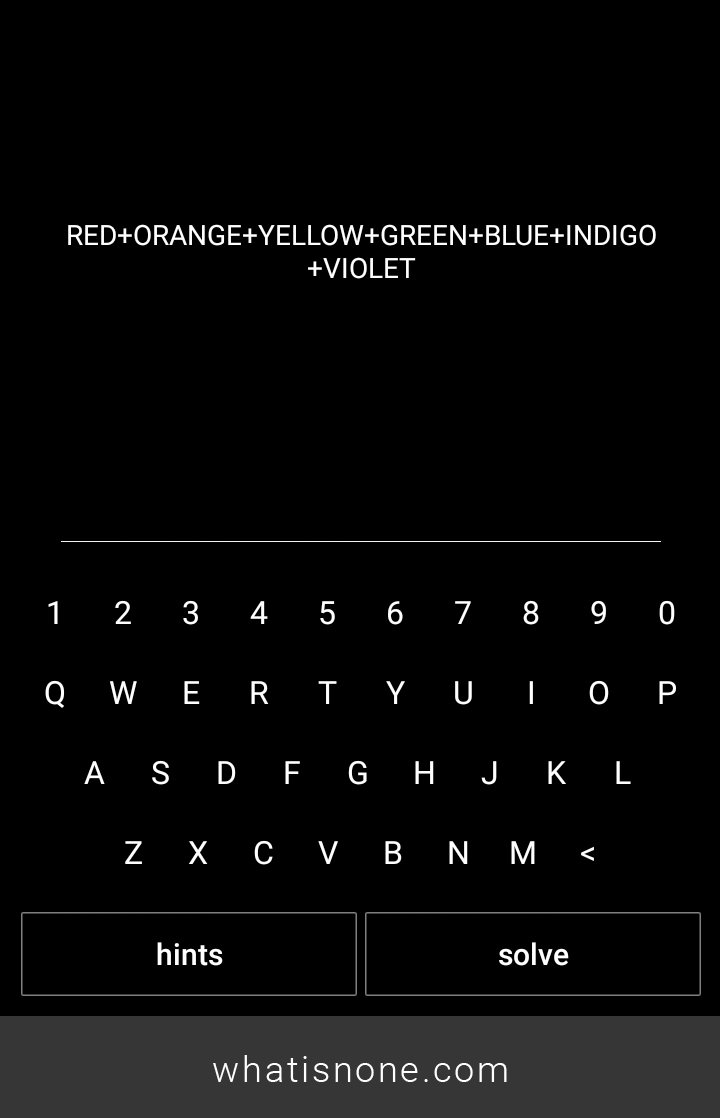 RED+ORANGE+YELLOW+GREEN+BLUE+INDIGO
+VIOLET
1 2 3 4 5 6 7 8 9 0
Q W E R T Y U I O P
A S D F G H J K L
Z X C V B N M <
hints solve
whatisnone.com